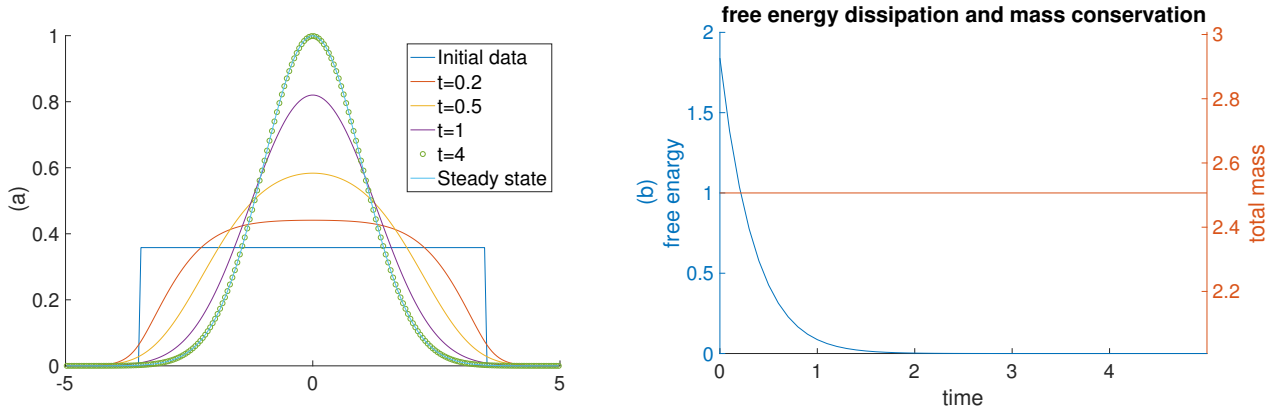 (a)
1
0.8
0.6
0.4
0.2
0
-5
0
5
Initial data
t=0.2
t=0.5
t=1
t=4
Steady state
free energy dissipation and mass conservation
(b)
free enargy
2
1.5
1
0.5
0
0
1
2
3
4
time
3
2.8
2.6
2.4
2.2
total mass